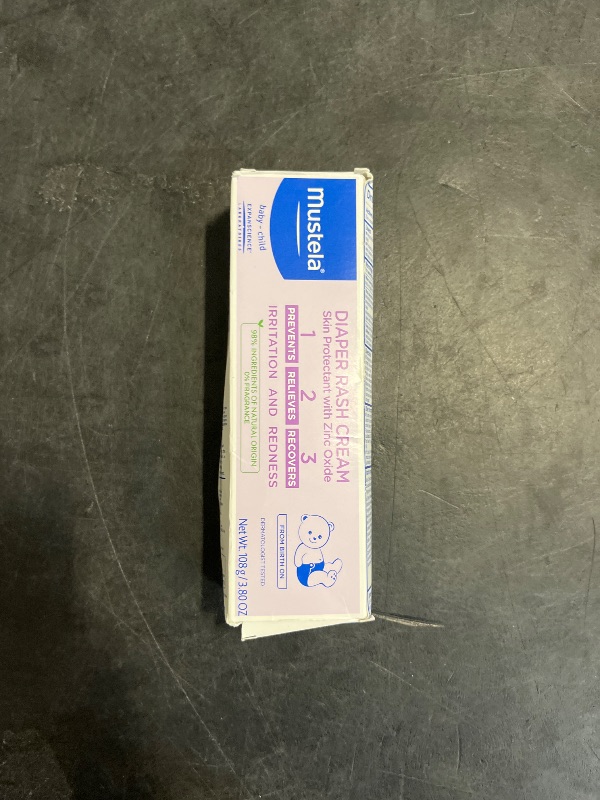 mustela®
baby - child
EXPANSCIENCE
LABORATOIRES
DIAPER RASH CREAM
Skin Protectant with Zinc Oxide
1 2 3
PREVENTS RELIEVES RECOVERS
IRRITATION AND REDNESS
98% INGREDIENTS OF NATURAL ORIGIN
0% FRAGRANCE
FROM BIRTH ON
DERMATOLOGIST TESTED
Net Wt. 108 g / 3.80 OZ